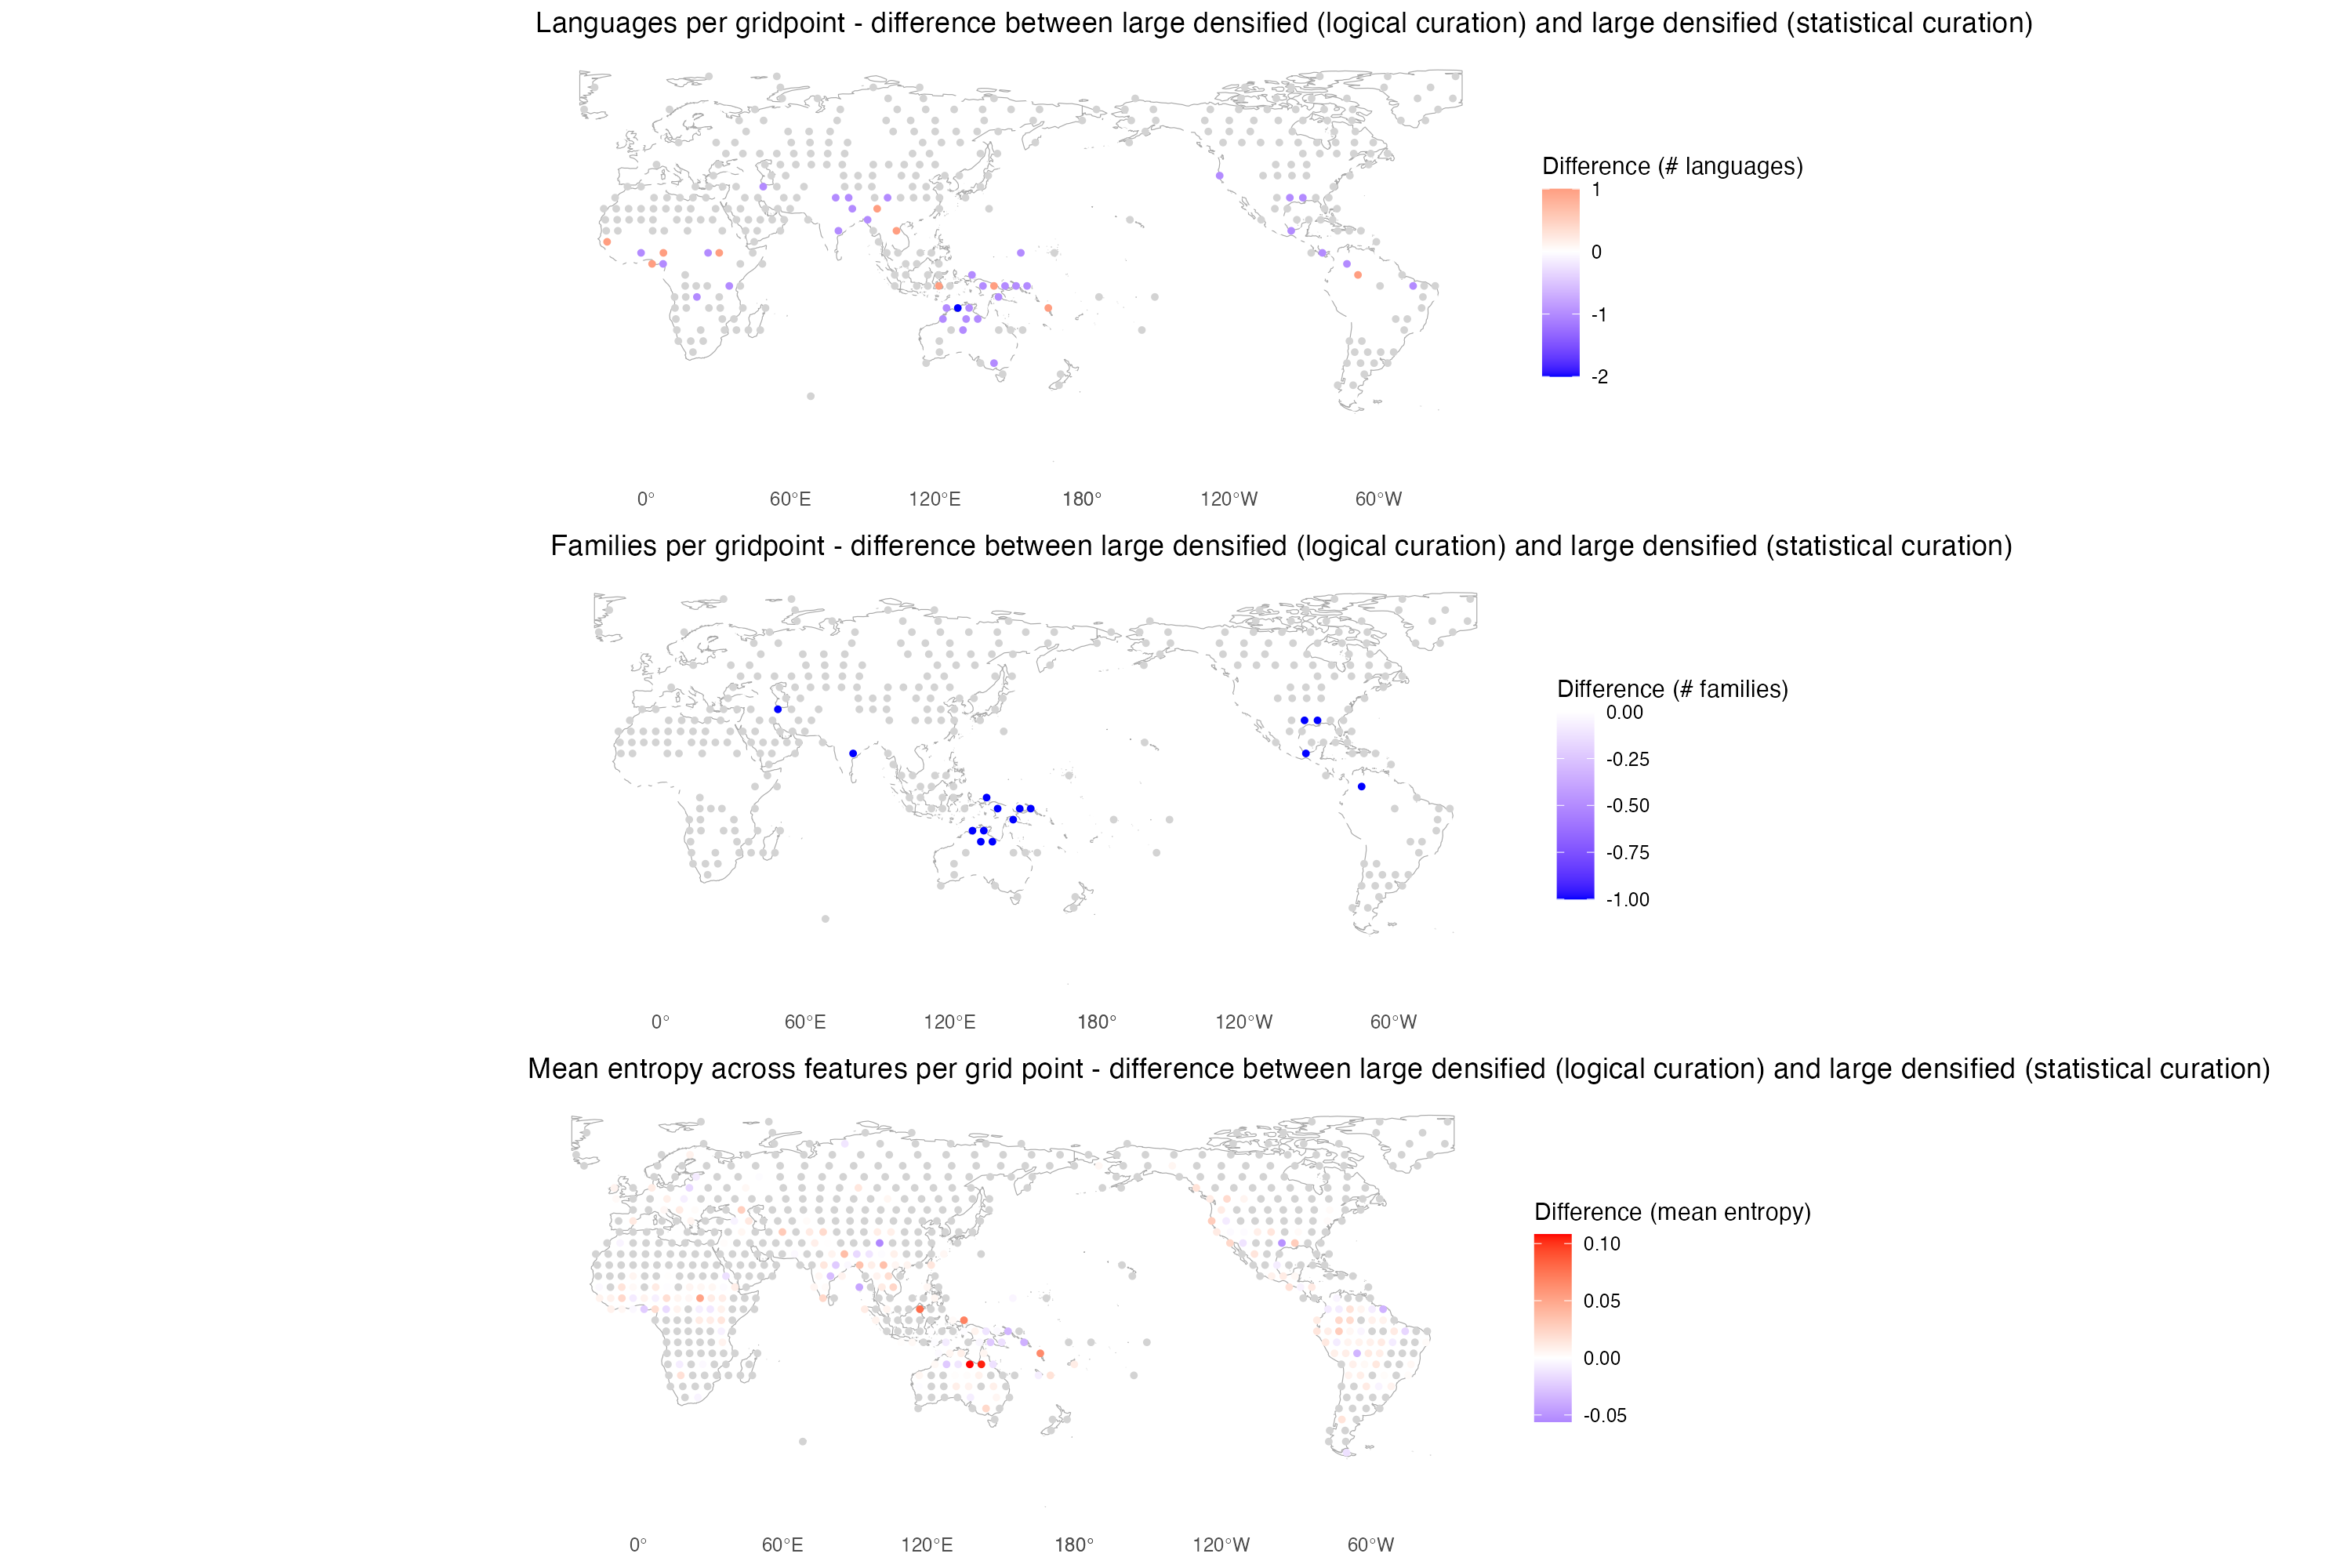 Languages per gridpoint - difference between large densified (logical curation) and large densified (statistical curation)
Difference (# languages)
1
0
-1
-2
0° 60°E 120°E 180° 120°W 60°W
Families per gridpoint - difference between large densified (logical curation) and large densified (statistical curation)
Difference (# families)
0.00
-0.25
-0.50
-0.75
-1.00
0° 60°E 120°E 180° 120°W 60°W
Mean entropy across features per grid point - difference between large densified (logical curation) and large densified (statistical curation)
Difference (mean entropy)
0.10
0.05
0.00
-0.05
0° 60°E 120°E 180° 120°W 60°W